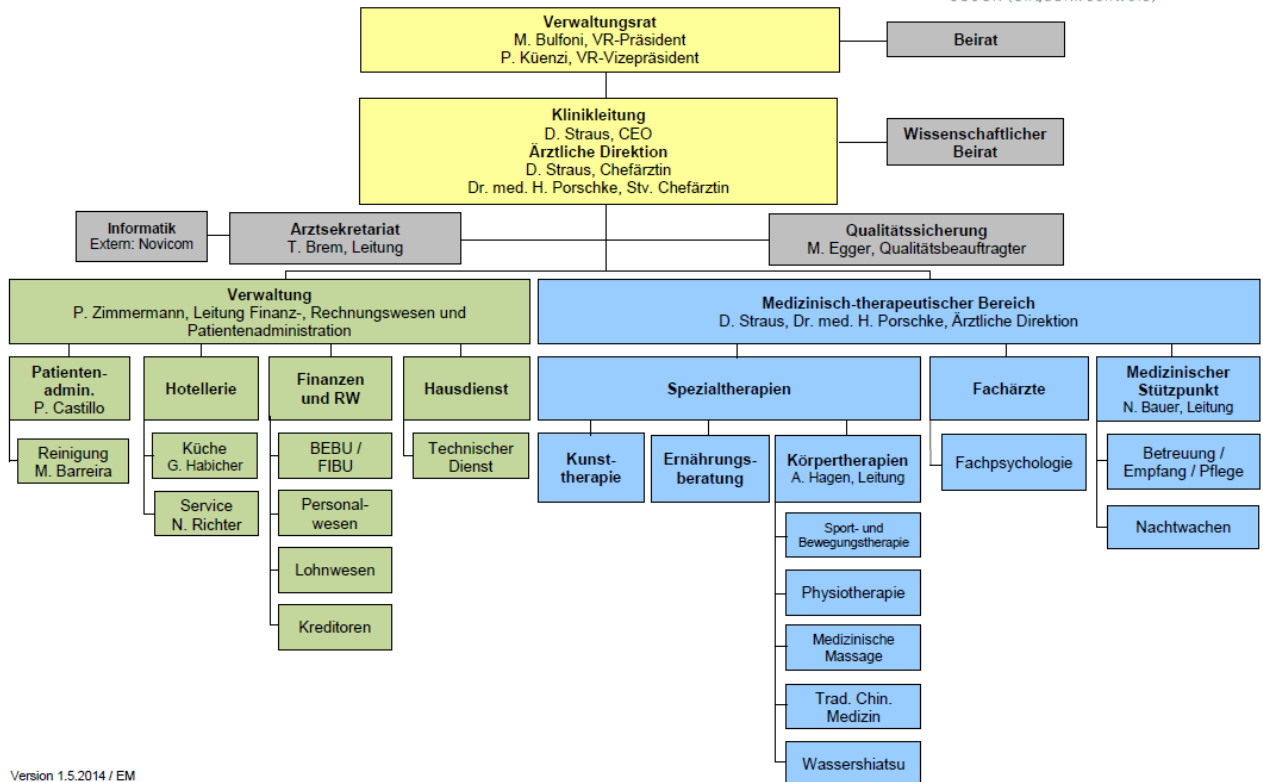 Verwaltungsrat
M. Bulfoni, VR-Präsident
P. Küenzi, VR-Vizepräsident
Beirat
Klinikleitung
D. Straus, CEO
Ärztliche Direktion
D. Straus, Chefärztin
Dr. med. H. Porschke, Stv. Chefärztin
Wissenschaftlicher
Beirat
Informatik
Extern: Novicom
Arztsekretariat
T. Brem, Leitung
Qualitätssicherung
M. Egger, Qualitätsbeauftragter
Verwaltung
P. Zimmermann, Leitung Finanz-, Rechnungswesen und
Patientenadministration
Medizinisch-therapeutischer Bereich
D. Straus, Dr. med. H. Porschke, Ärztliche Direktion
Patienten-
admin.
P. Castillo
Hotellerie
Finanzen
und RW
Hausdienst
Spezialtherapien
Fachärzte
Medizinischer
Stützpunkt
N. Bauer, Leitung
Reinigung
M. Barreira
Küche
G. Habicher
BEBU /
FIBU
Technischer
Dienst
Kunst-
therapie
Ernährungs-
beratung
Körpertherapien
A. Hagen, Leitung
Fachpsychologie
Betreuung /
Empfang / Pflege
Service
N. Richter
Personal-
wesen
Sport- und
Bewegungstherapie
Nachtwachen
Lohnwesen
Physiotherapie
Kreditoren
Medizinische
Massage
Trad. Chin.
Medizin
Wassershiatsu
Version 1.5.2014 / EM